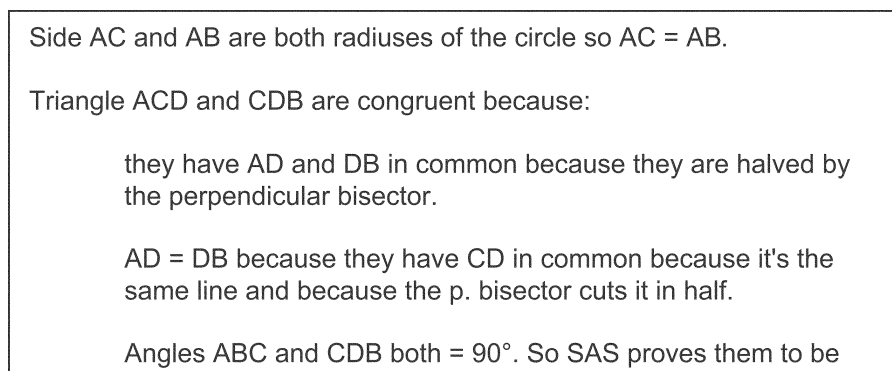 Side AC and AB are both radiuses of the circle so AC = AB.
Triangle ACD and CDB are congruent because:
they have AD and DB in common because they are halved by
the perpendicular bisector.
AD = DB because they have CD in common because it's the
same line and because the p. bisector cuts it in half.
Angles ABC and CDB both = 90°. So SAS proves them to be